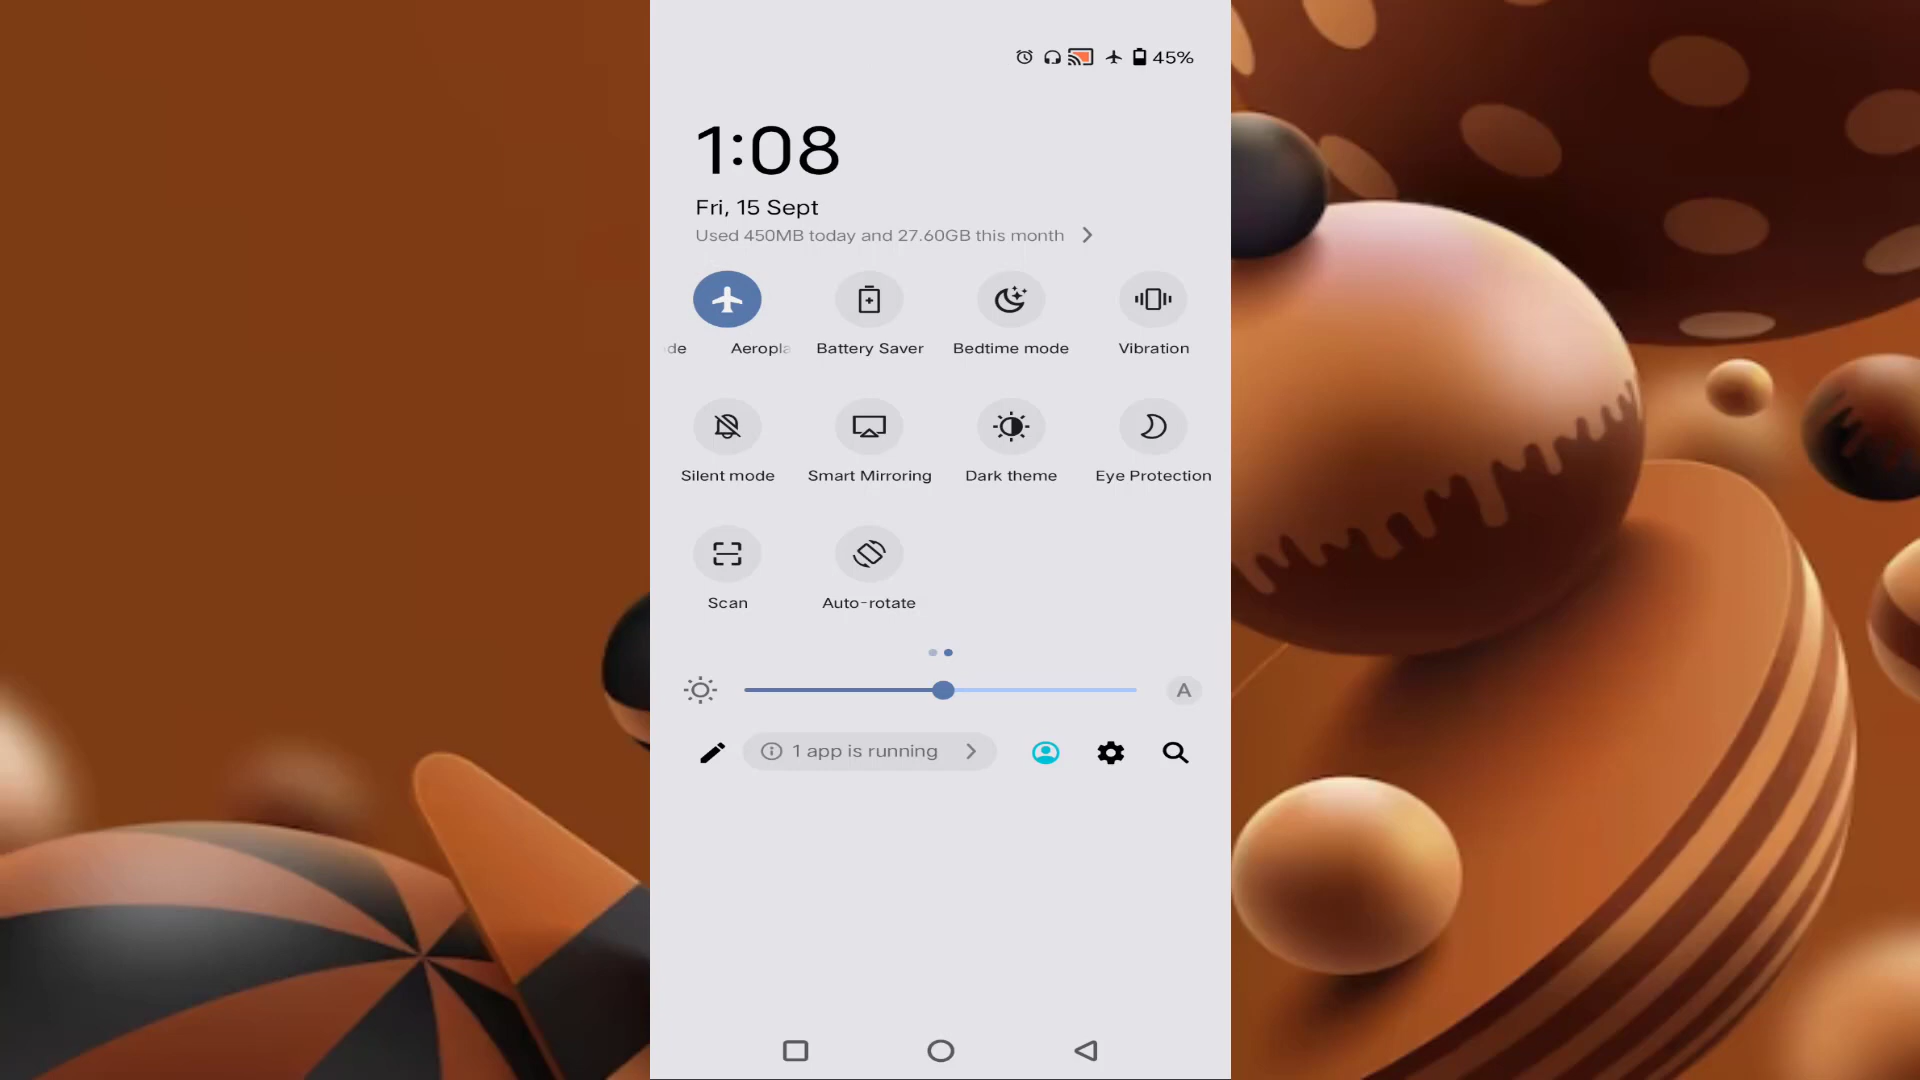 45%
1:08
Fri, 15 Sept
Used 450MB today and 27.60GB this month
de Aeropla Battery Saver Bedtime mode Vibration
Silent mode Smart Mirroring Dark theme Eye Protection
Scan Auto-rotate
A
1 app is running